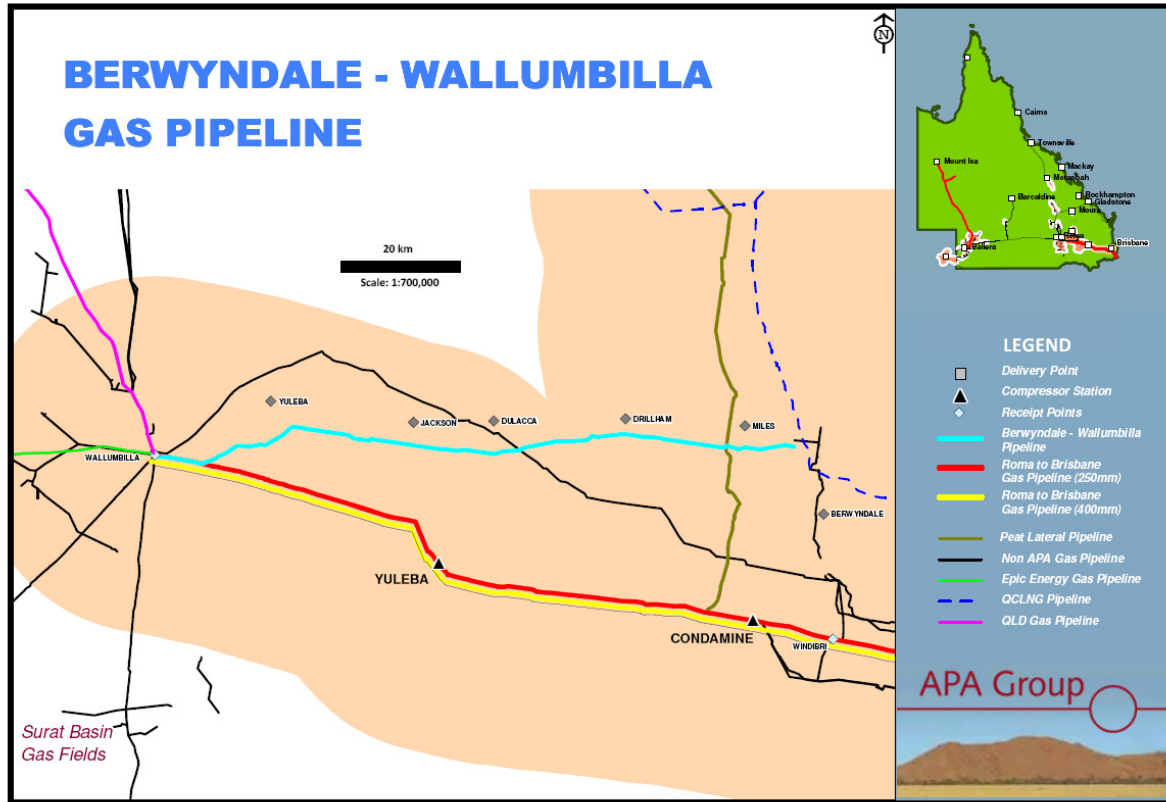 BERWYNDALE - WALLUMBILLA
GAS PIPELINE
N
20 km
Scale: 1:700,000
YULEBA
JACKSON
DULACCA
DRILLHAM
MILES
WALLUMBILLA
BERWYNDALE
YULEBA
CONDAMINE
WINDIBRI
Surat Basin
Gas Fields
Cairns
Townsville
Mount Isa
Mackay
Moranbah
Barcaldine
Rockhampton
Gladstone
Moura
Roma
Ballera
Brisbane
LEGEND
Delivery Point
Compressor Station
Receipt Points
Berwyndale - Wallumbilla
Pipeline
Roma to Brisbane
Gas Pipeline (250mm)
Roma to Brisbane
Gas Pipeline (400mm)
Peat Lateral Pipeline
Non APA Gas Pipeline
Epic Energy Gas Pipeline
QCLNG Pipeline
QLD Gas Pipeline
APA Group